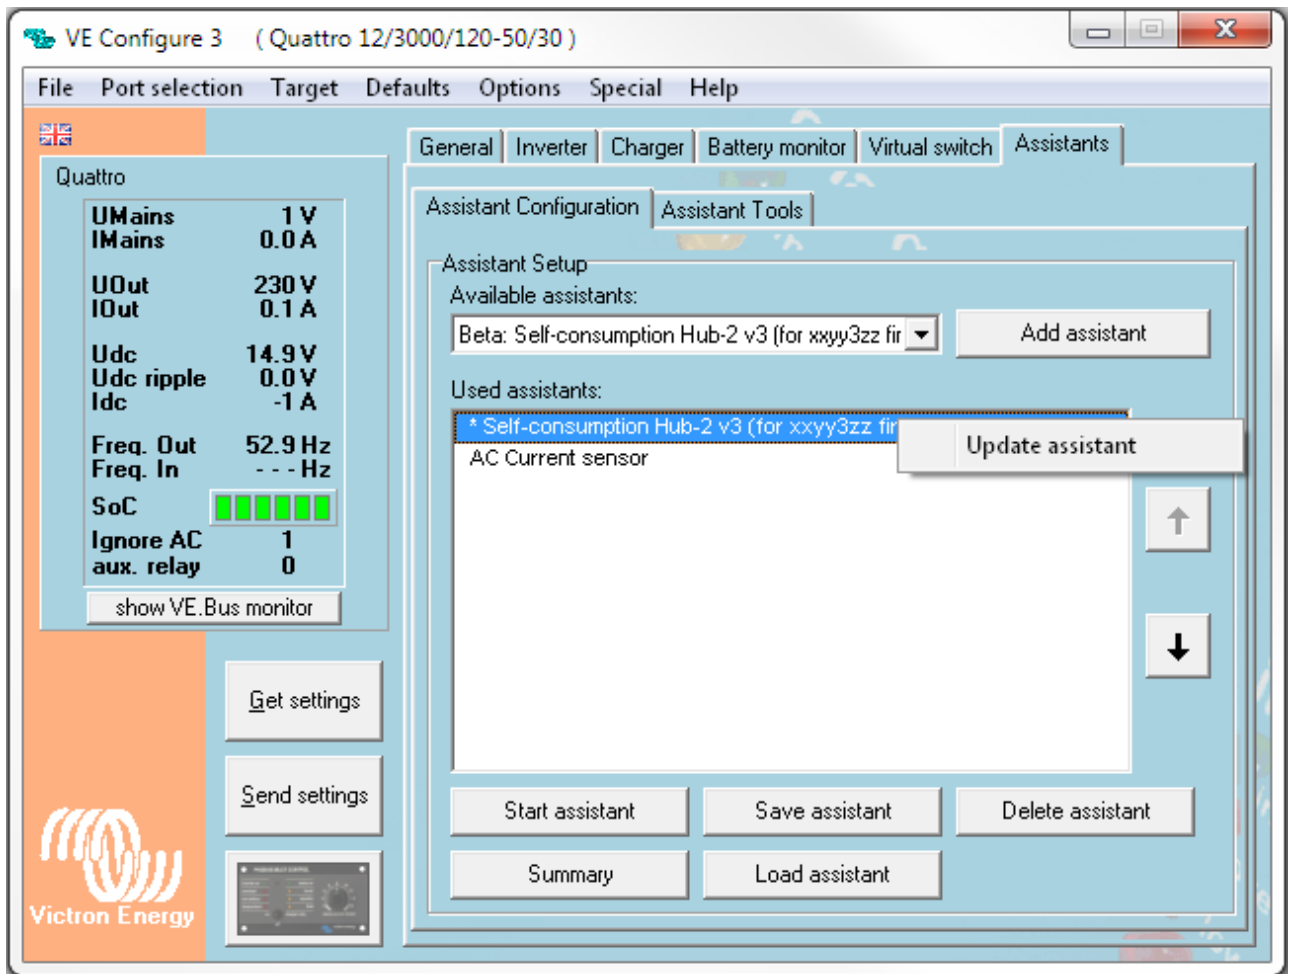 VE Configure 3 ( Quattro 12/3000/120-50/30 )
File Port selection Target Defaults Options Special Help
General Inverter Charger Battery monitor Virtual switch Assistants
Quattro
UMains 1 V
IMains 0.0 A
UOut 230 V
IOut 0.1 A
Udc 14.9 V
Udc ripple 0.0 V
Idc -1 A
Freq. Out 52.9 Hz
Freq. In - - - Hz
SoC
Ignore AC 1
aux. relay 0
show VE.Bus monitor
Get settings
Send settings
Victron Energy
Assistant Configuration Assistant Tools
Assistant Setup
Available assistants:
Beta: Self-consumption Hub-2 v3 (for xxyy3zz fir
Add assistant
Used assistants:
* Self-consumption Hub-2 v3 (for xxyy3zz fir
Update assistant
AC Current sensor
Start assistant Save assistant Delete assistant
Summary Load assistant